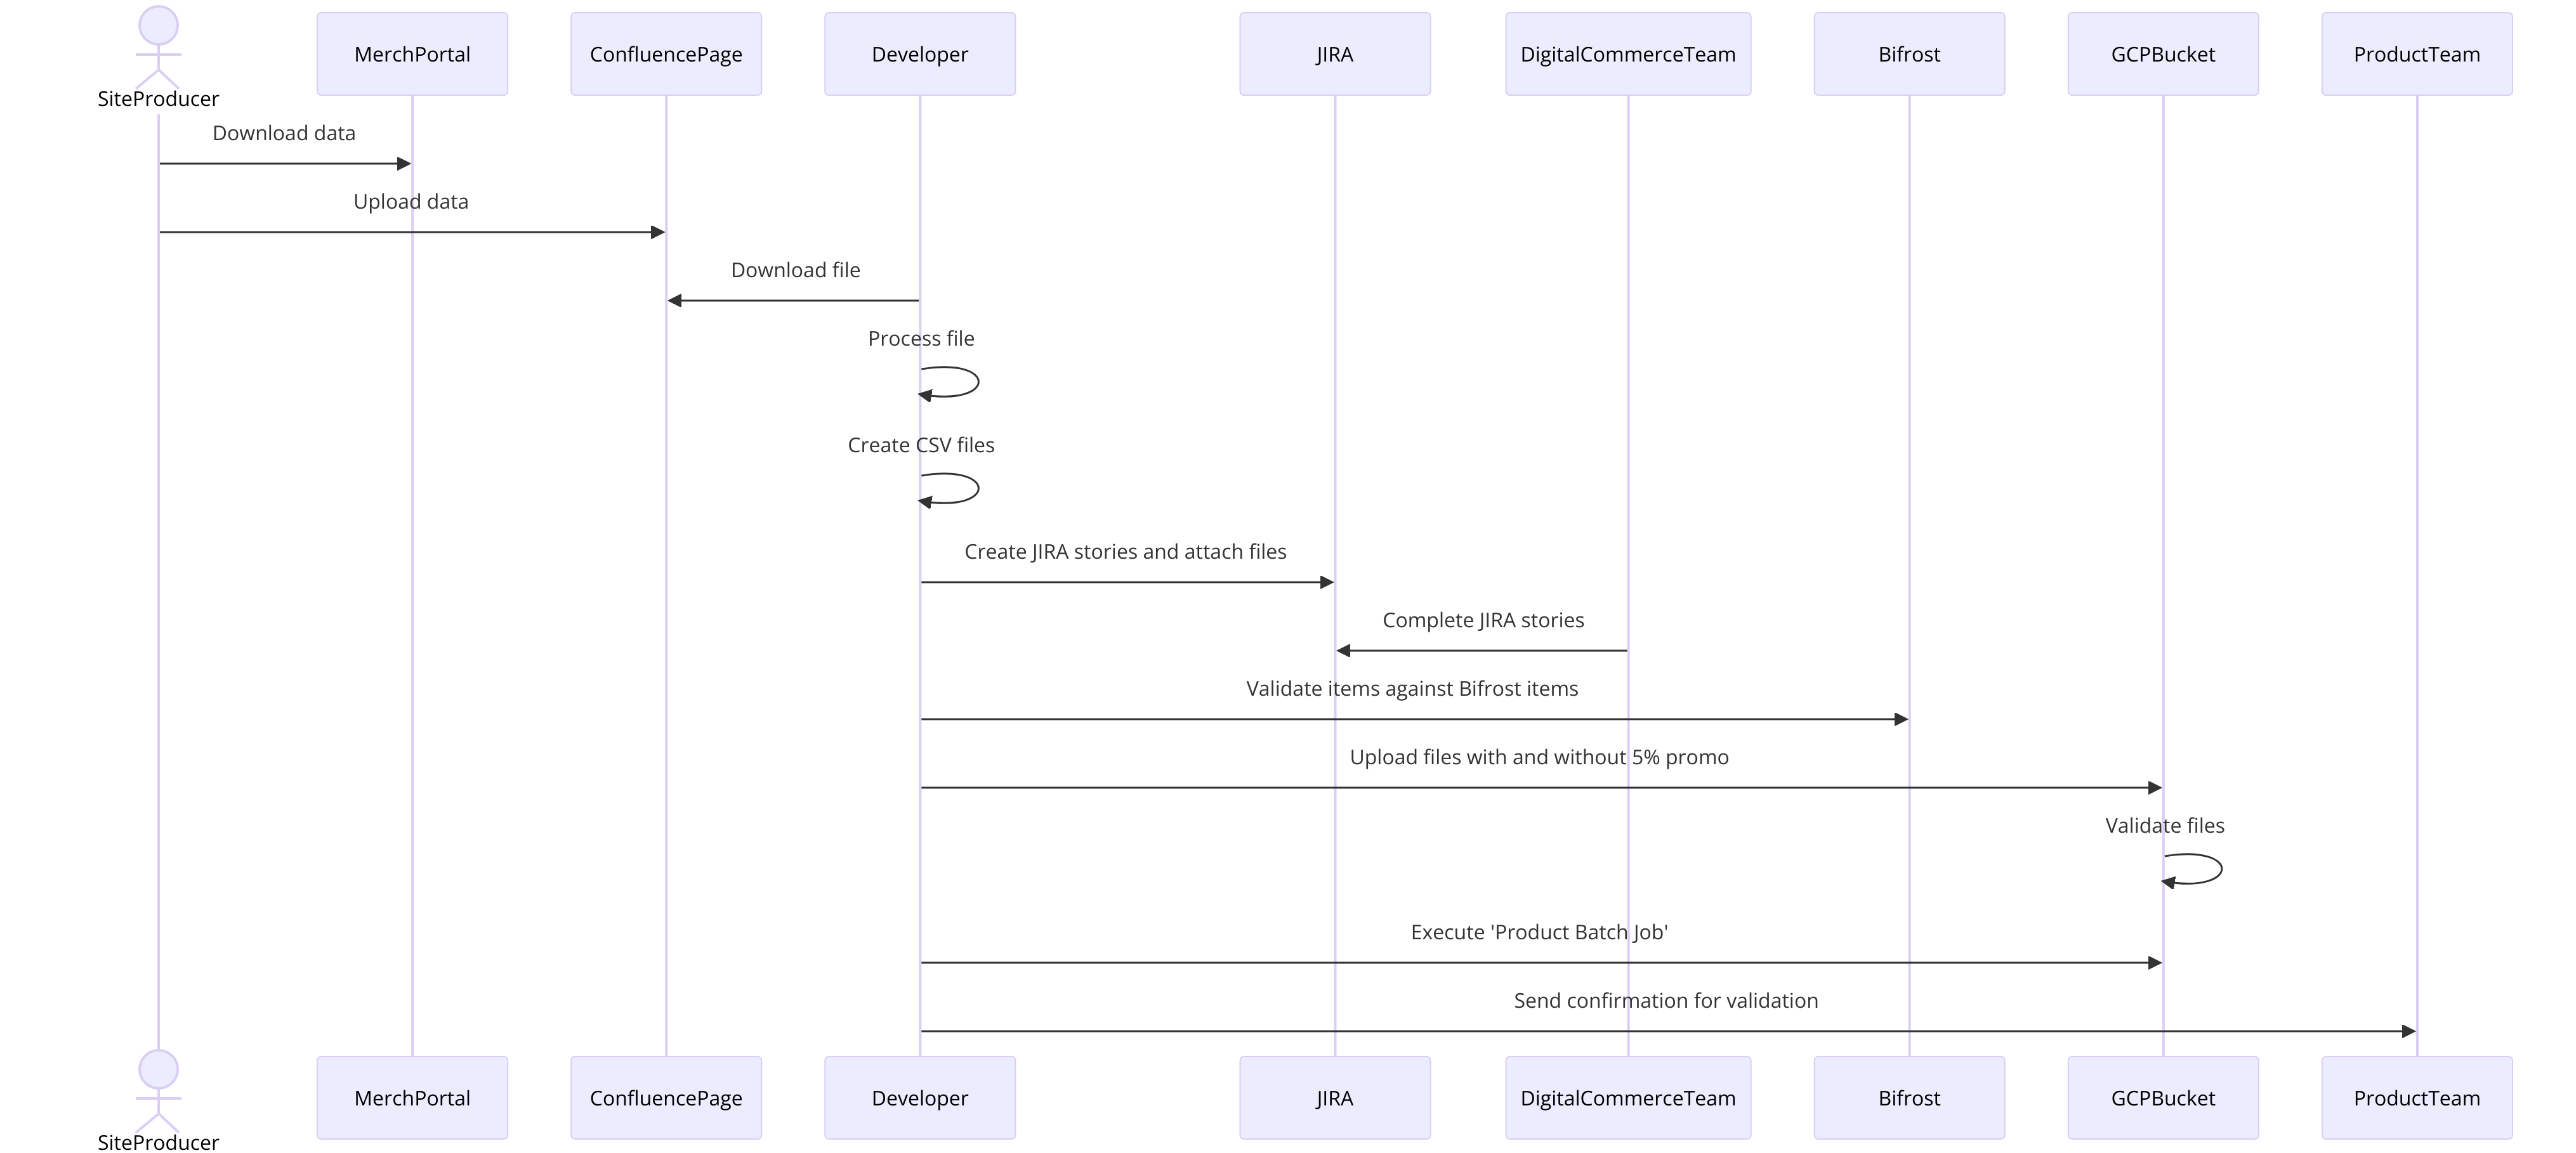 SiteProducer
MerchPortal
ConfluencePage
Developer
JIRA
DigitalCommerceTeam
Bifrost
GCPBucket
ProductTeam
Download data
Upload data
Download file
Process file
Create CSV files
Create JIRA stories and attach files
Complete JIRA stories
Validate items against Bifrost items
Upload files with and without 5% promo
Validate files
Execute 'Product Batch Job'
Send confirmation for validation
SiteProducer
MerchPortal
ConfluencePage
Developer
JIRA
DigitalCommerceTeam
Bifrost
GCPBucket
ProductTeam